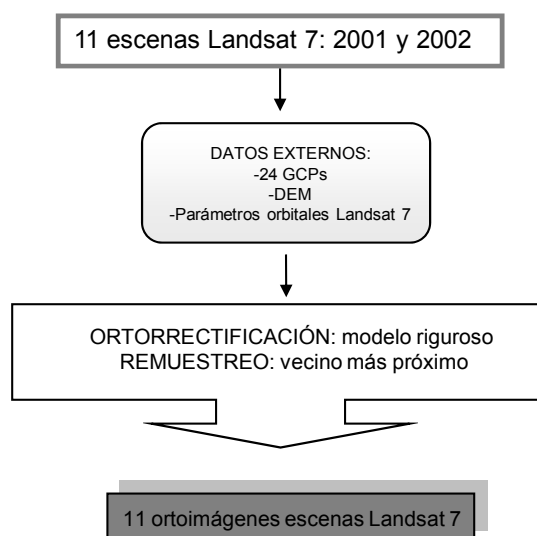 11 escenas Landsat 7: 2001 y 2002
DATOS EXTERNOS:
-24 GCPs
-DEM
-Parámetros orbitales Landsat 7
ORTORRECTIFICACIÓN: modelo riguroso
REMUESTREO: vecino más próximo
11 ortoimágenes escenas Landsat 7